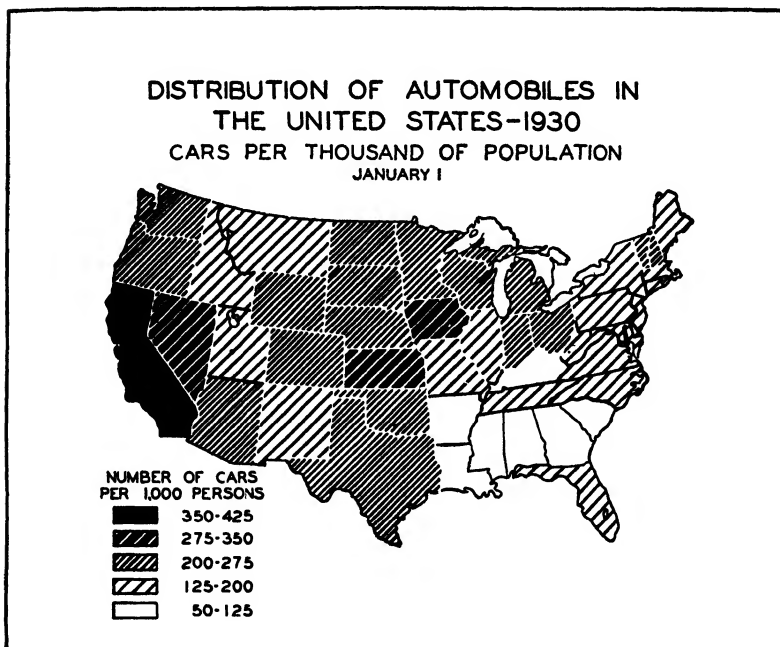 DISTRIBUTION OF AUTOMOBILES IN
THE UNITED STATES-1930
CARS PER THOUSAND OF POPULATION
JANUARY I
NUMBER OF CARS
PER 1,000 PERSONS
350-425
275-350
200-275
125-200
50-125